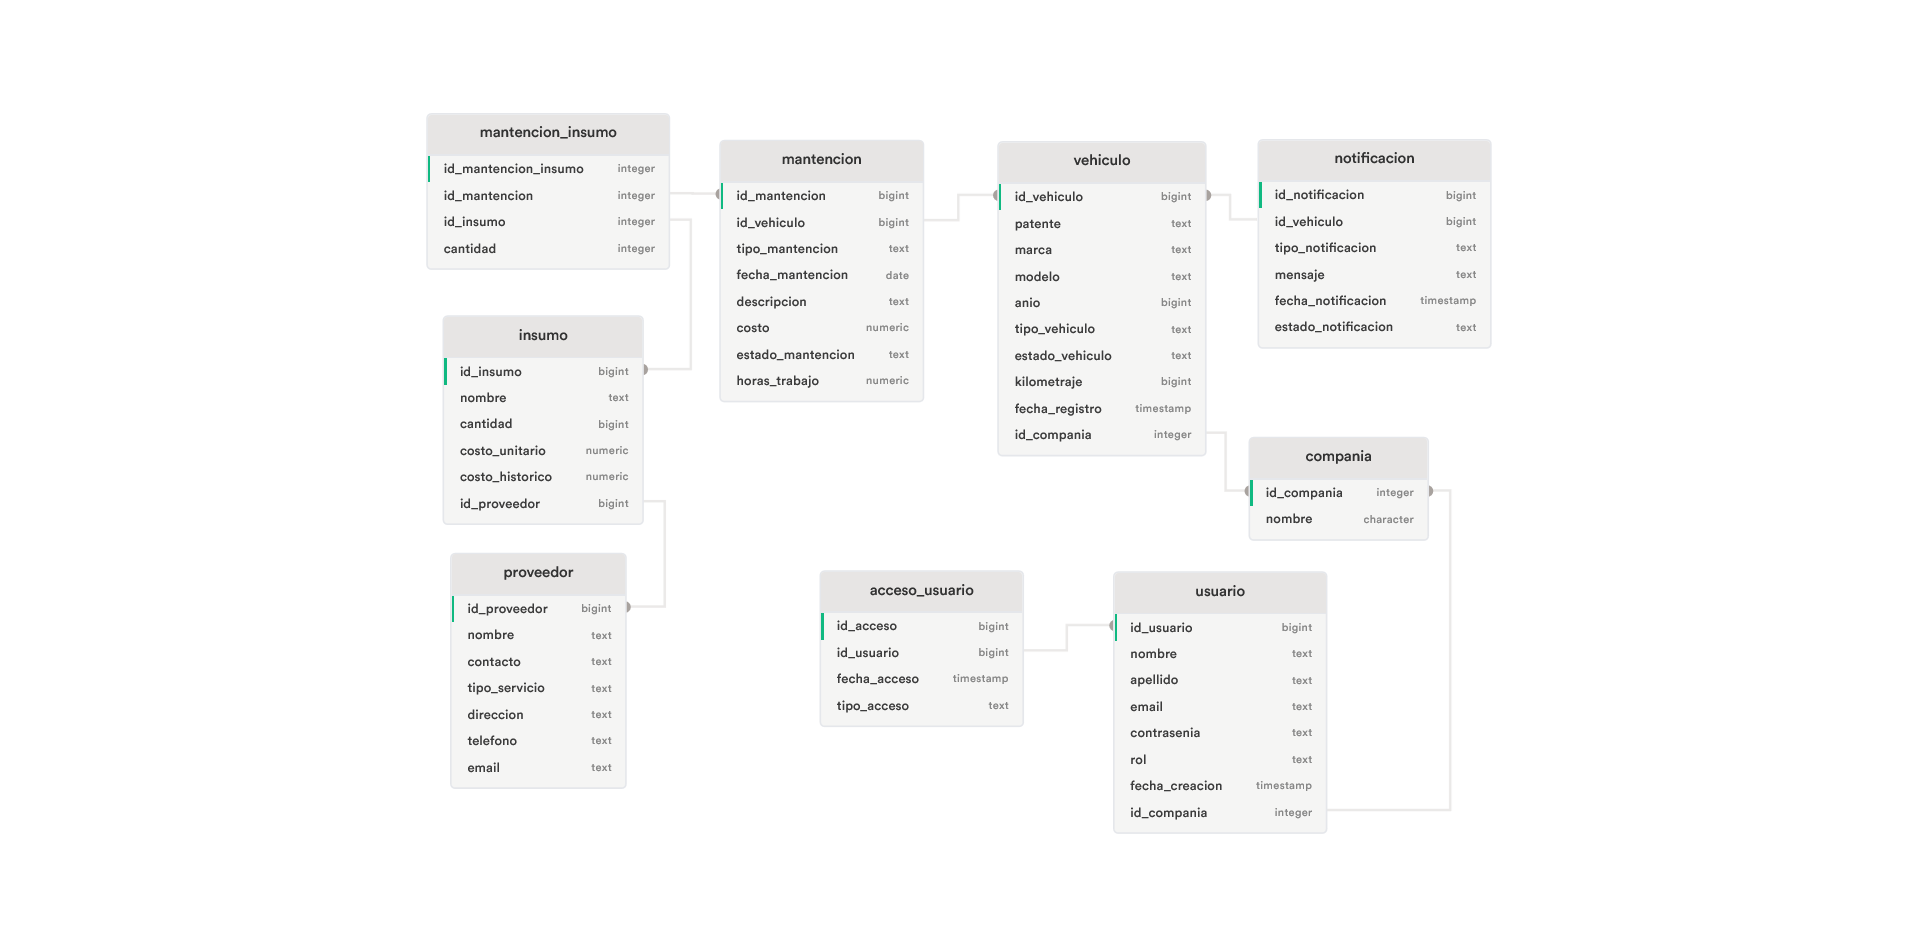 mantencion_insumo
id_mantencion_insumo integer
id_mantencion integer
id_insumo integer
cantidad integer
mantencion
id_mantencion bigint
id_vehiculo bigint
tipo_mantencion text
fecha_mantencion date
descripcion text
costo numeric
estado_mantencion text
horas_trabajo numeric
vehiculo
id_vehiculo bigint
patente text
marca text
modelo text
anio bigint
tipo_vehiculo text
estado_vehiculo text
kilometraje bigint
fecha_registro timestamp
id_compania integer
notificacion
id_notificacion bigint
id_vehiculo bigint
tipo_notificacion text
mensaje text
fecha_notificacion timestamp
estado_notificacion text
insumo
id_insumo bigint
nombre text
cantidad bigint
costo_unitario numeric
costo_historico numeric
id_proveedor bigint
compania
id_compania integer
nombre character
proveedor
id_proveedor bigint
nombre text
contacto text
tipo_servicio text
direccion text
telefono text
email text
acceso_usuario
id_acceso bigint
id_usuario bigint
fecha_acceso timestamp
tipo_acceso text
usuario
id_usuario bigint
nombre text
apellido text
email text
contrasenia text
rol text
fecha_creacion timestamp
id_compania integer